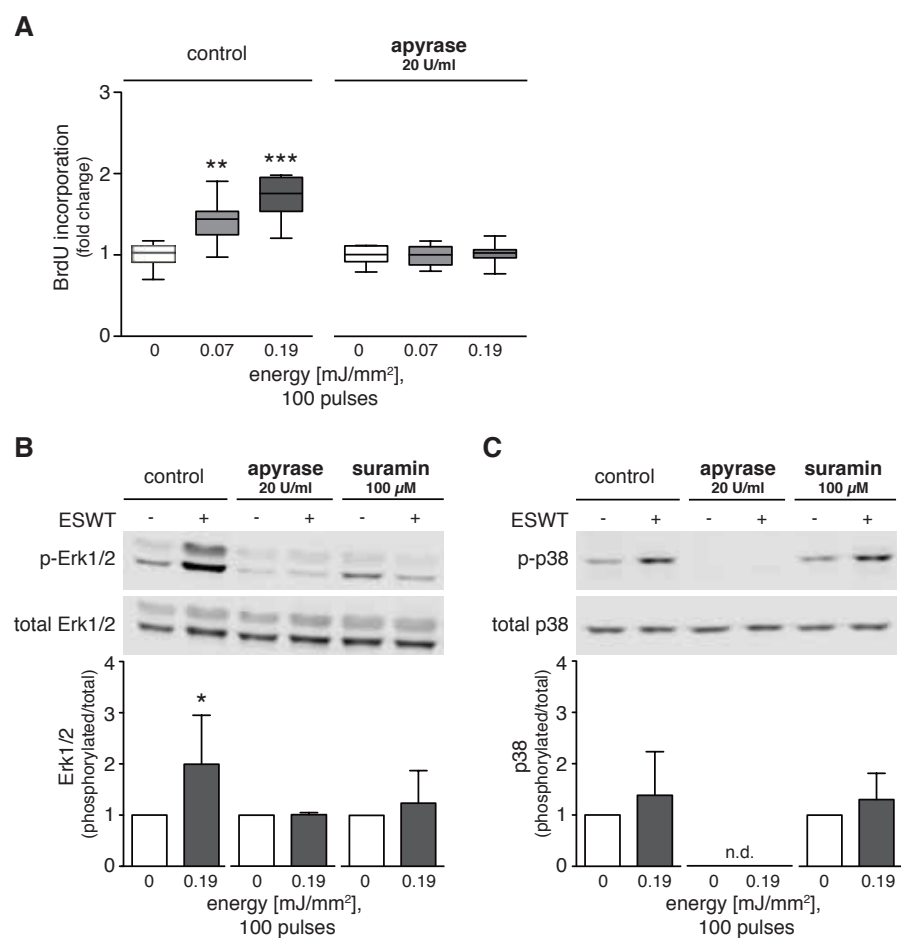 A
control
apyrase
20 U/ml
BrdU incorporation
(fold change)
3
2
1
0
** ***
0 0.07 0.19 0 0.07 0.19
energy [mJ/mm²],
100 pulses
B
control apyrase suramin
20 U/ml 100 µM
ESWT - + - + - +
p-Erk1/2
total Erk1/2
Erk1/2
(phosphorylated/total)
4
3
2
1
0
*
0 0.19 0 0.19 0 0.19
energy [mJ/mm²],
100 pulses
C
control apyrase suramin
20 U/ml 100 µM
ESWT - + - + - +
p-p38
total p38
p38
(phosphorylated/total)
4
3
2
1
0
n.d.
0 0.19 0 0.19 0 0.19
energy [mJ/mm²],
100 pulses